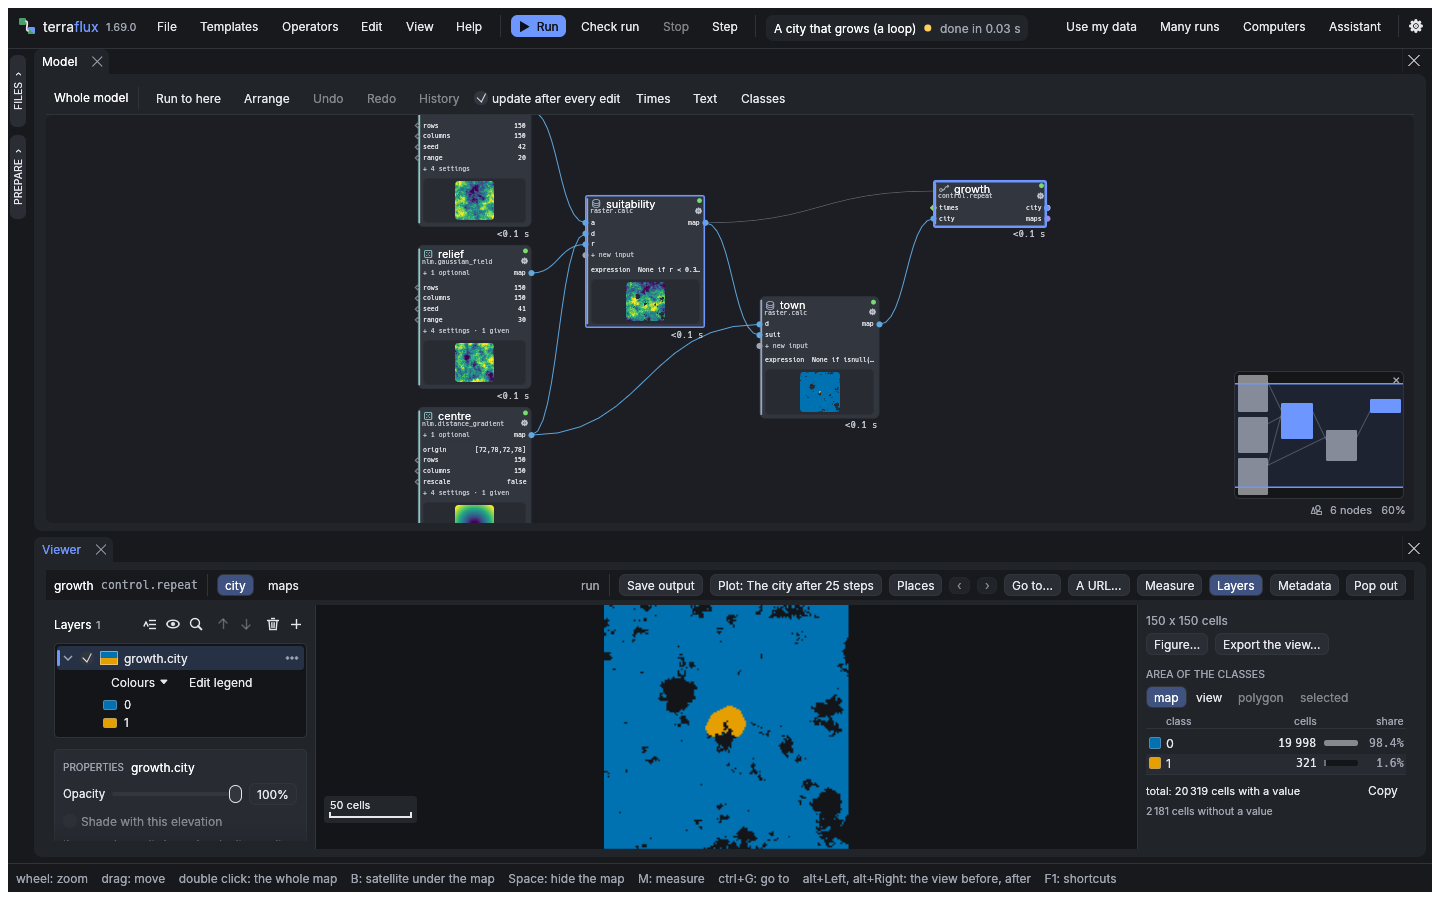 terraflux 1.69.0 File Templates Operators Edit View Help Run Check run Stop Step A city that grows (a loop) done in 0.03 s Use my data Many runs Computers Assistant
FILES
PREPARE
Model
Whole model Run to here Arrange Undo Redo History update after every edit Times Text Classes
rows 150
columns 150
seed 42
range 20
+ 4 settings
<0.1 s
relief
nlm.gaussian_field
+ 1 optional map
rows 150
columns 150
seed 41
range 30
+ 4 settings · 1 given
<0.1 s
centre
nlm.distance_gradient
+ 1 optional map
origin [72,78,72,78]
rows 150
columns 150
rescale false
+ 4 settings · 1 given
suitability
raster.calc
a map
d
r
+ new input
expression None if r < 0.3…
<0.1 s
town
raster.calc
d map
suit
+ new input
expression None if isnull(…
<0.1 s
growth
control.repeat
times city
city maps
<0.1 s
6 nodes 60%
Viewer
growth control.repeat city maps run Save output Plot: The city after 25 steps Places ‹ › Go to... A URL... Measure Layers Metadata Pop out
Layers 1
growth.city
Colours Edit legend
0
1
PROPERTIES growth.city
Opacity 100%
Shade with this elevation
50 cells
150 x 150 cells
Figure... Export the view...
AREA OF THE CLASSES
map view polygon selected
class cells share
0 19 998 98.4%
1 321 1.6%
total: 20 319 cells with a value Copy
2 181 cells without a value
wheel: zoom drag: move double click: the whole map B: satellite under the map Space: hide the map M: measure ctrl+G: go to alt+Left, alt+Right: the view before, after F1: shortcuts